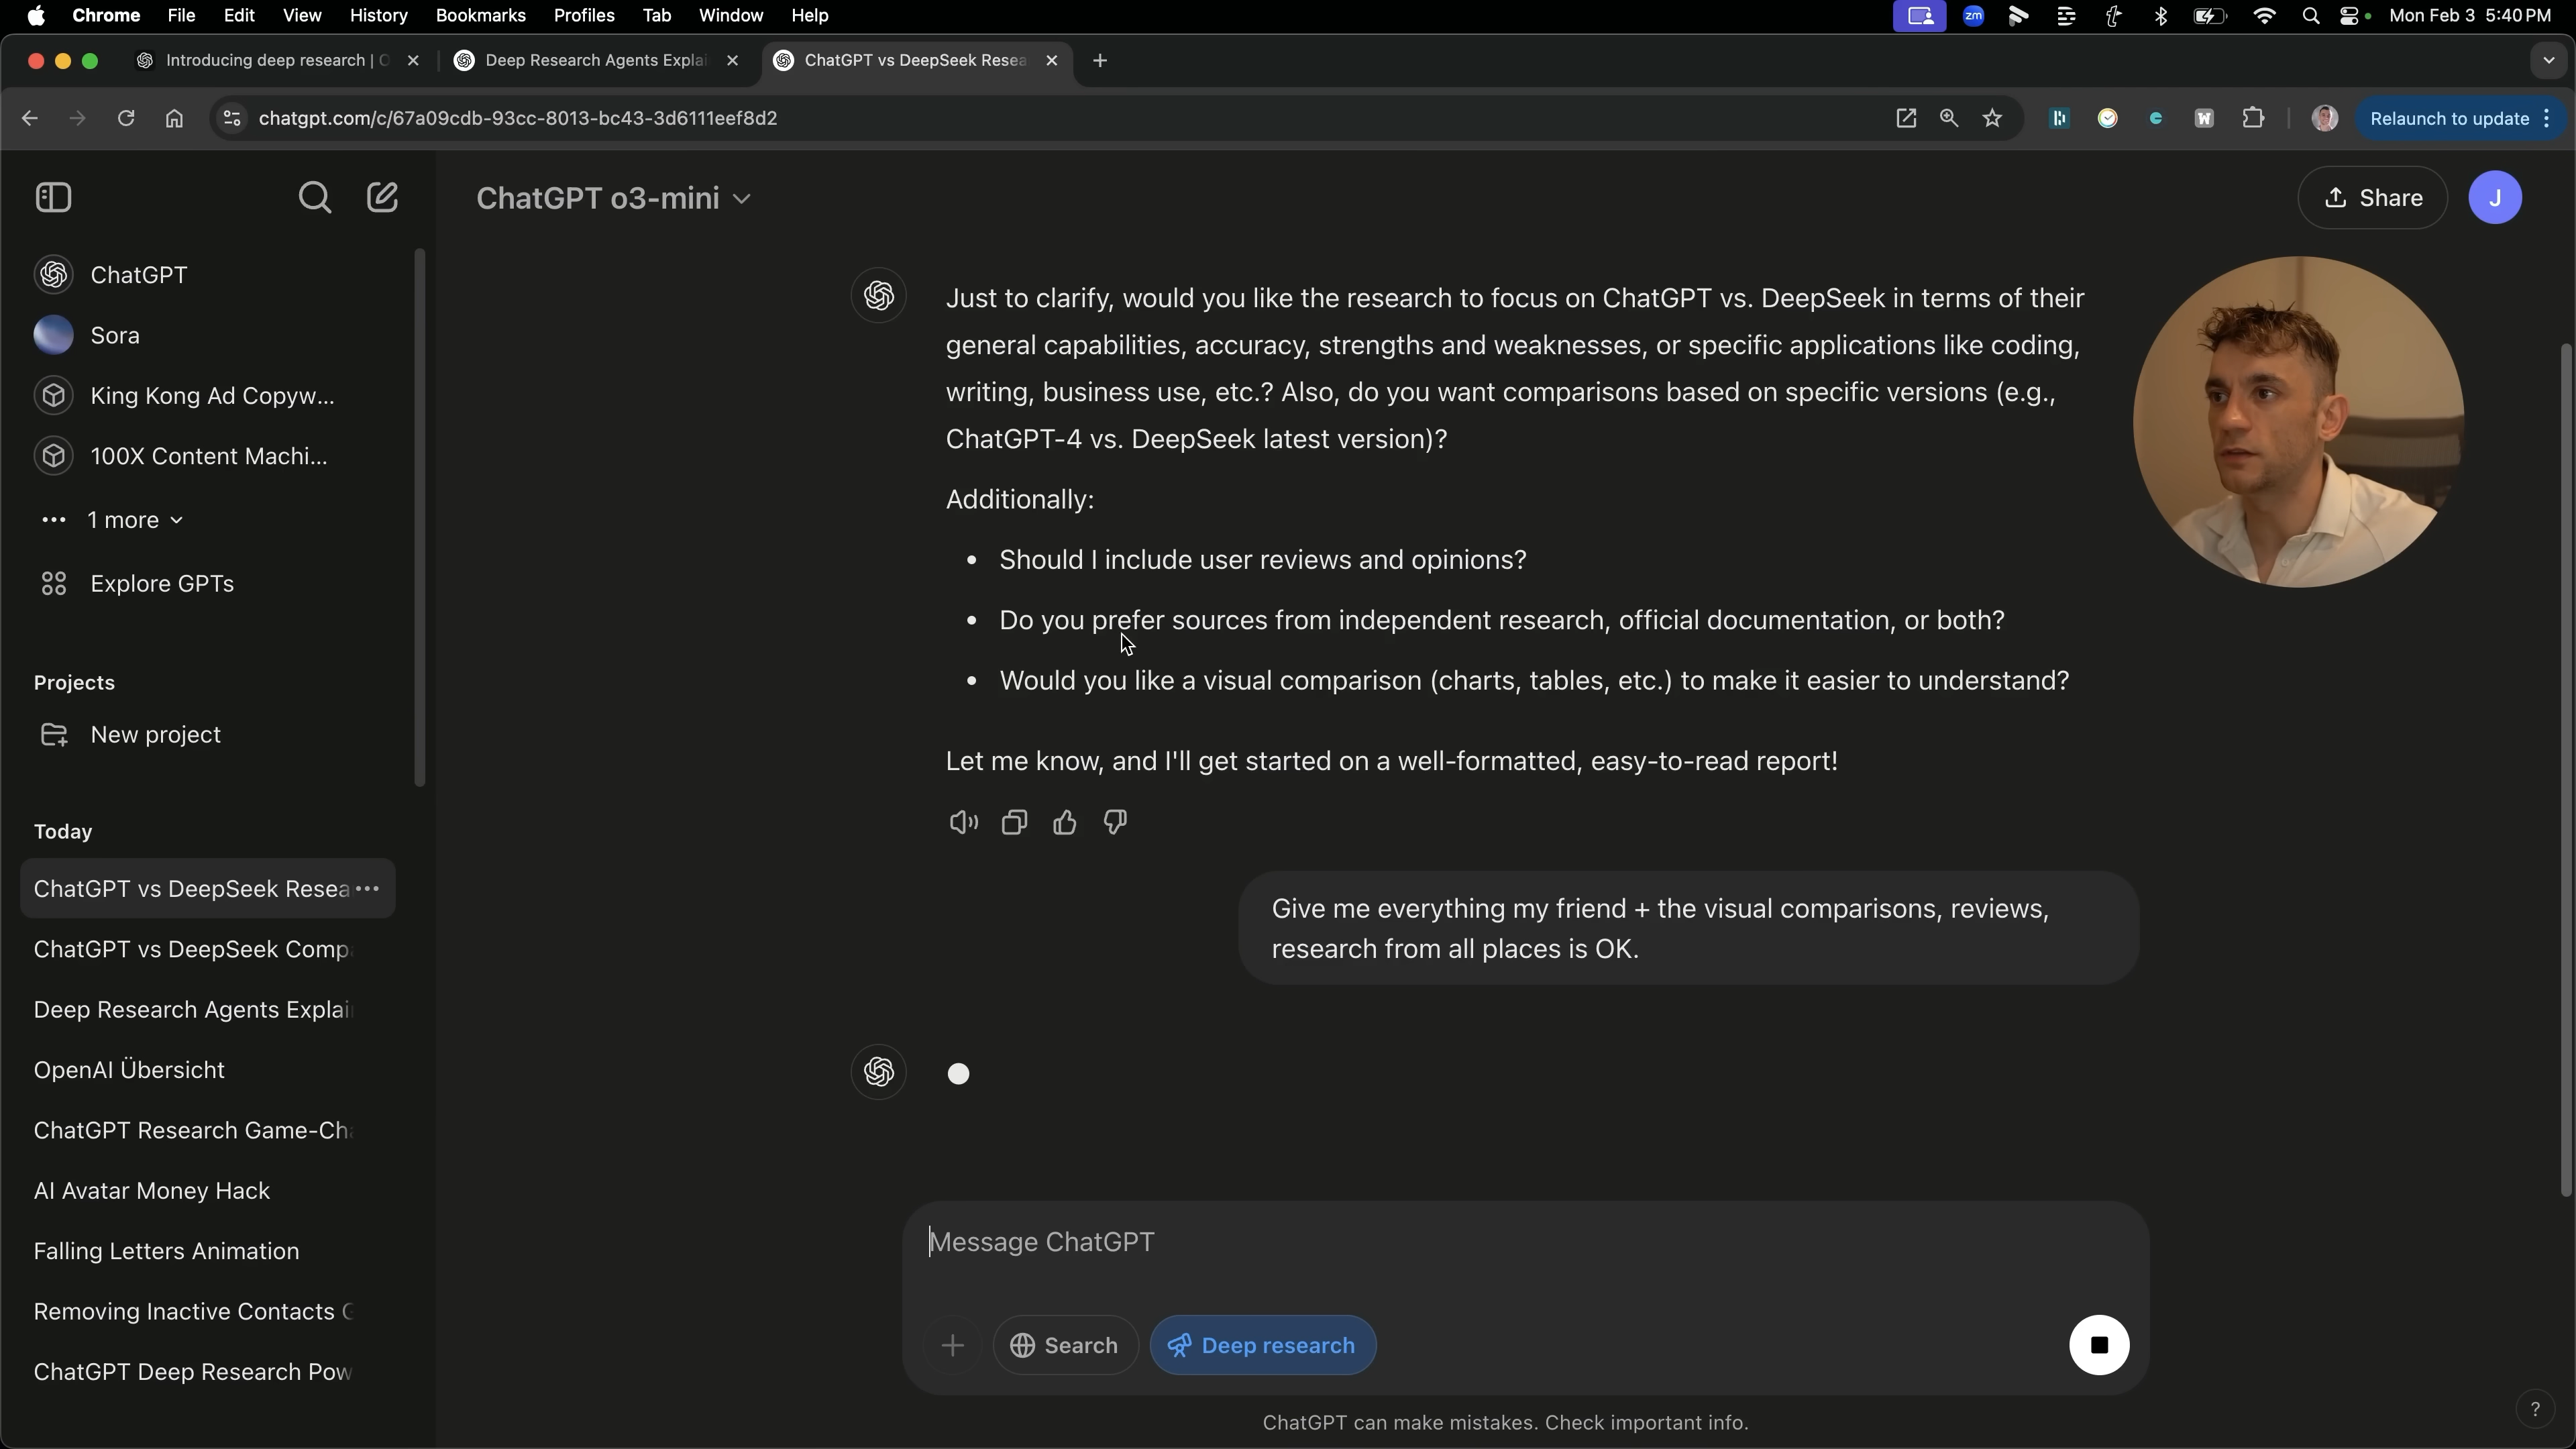 Chrome File Edit View History Bookmarks Profiles Tab Window Help
zm
Mon Feb 3 5:40 PM
Introducing deep research |
Deep Research Agents Explai
ChatGPT vs DeepSeek Resea
chatgpt.com/c/67a09cdb-93cc-8013-bc43-3d6111eef8d2
W
Relaunch to update
ChatGPT
Sora
King Kong Ad Copyw...
100X Content Machi...
1 more
Explore GPTs
Projects
New project
Today
ChatGPT vs DeepSeek Resea
ChatGPT vs DeepSeek Comp
Deep Research Agents Explai
OpenAI Übersicht
ChatGPT Research Game-Ch
AI Avatar Money Hack
Falling Letters Animation
Removing Inactive Contacts
ChatGPT Deep Research Pow
ChatGPT o3-mini
Share
J
Just to clarify, would you like the research to focus on ChatGPT vs. DeepSeek in terms of their
general capabilities, accuracy, strengths and weaknesses, or specific applications like coding,
writing, business use, etc.? Also, do you want comparisons based on specific versions (e.g.,
ChatGPT-4 vs. DeepSeek latest version)?
Additionally:
• Should I include user reviews and opinions?
• Do you prefer sources from independent research, official documentation, or both?
• Would you like a visual comparison (charts, tables, etc.) to make it easier to understand?
Let me know, and I'll get started on a well-formatted, easy-to-read report!
Give me everything my friend + the visual comparisons, reviews,
research from all places is OK.
Message ChatGPT
Search
Deep research
ChatGPT can make mistakes. Check important info.
?